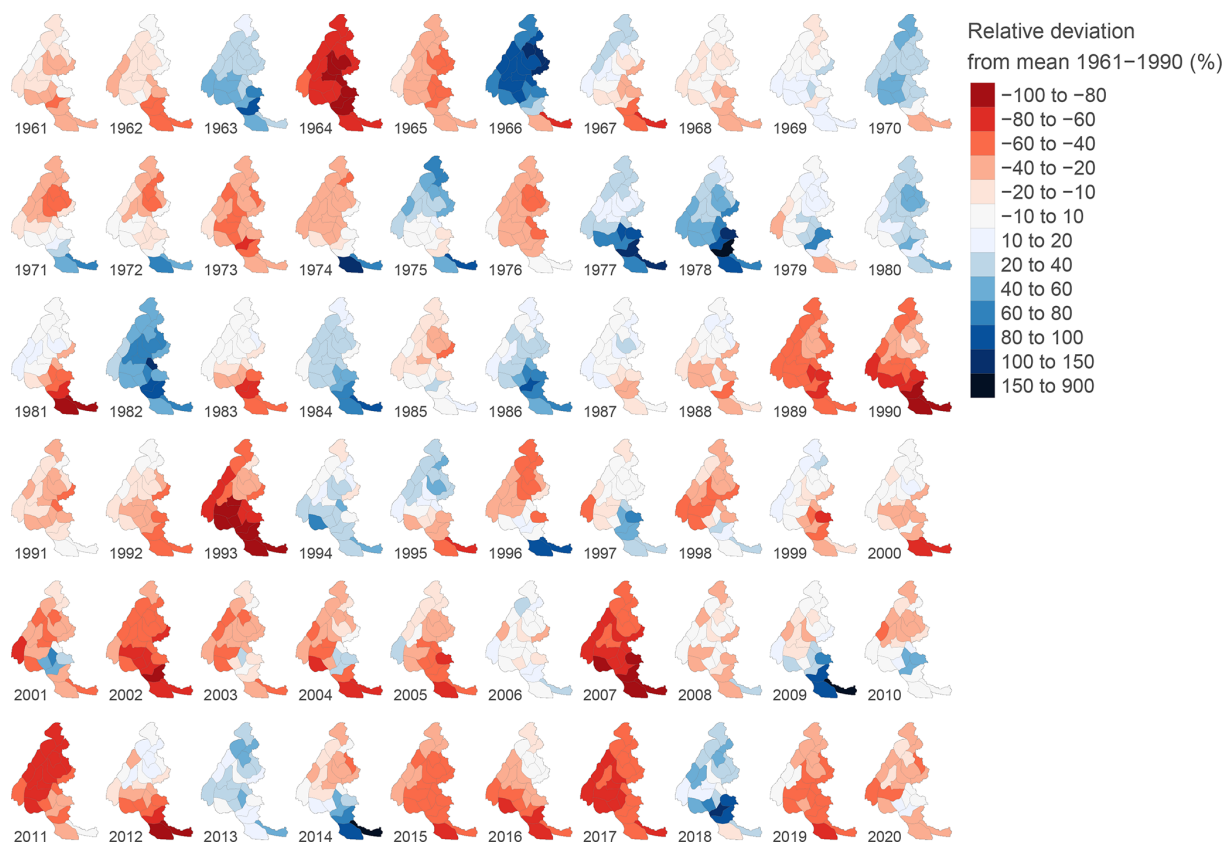 Relative deviation
from mean 1961−1990 (%)
−100 to −80
−80 to −60
−60 to −40
−40 to −20
−20 to −10
−10 to 10
10 to 20
20 to 40
40 to 60
60 to 80
80 to 100
100 to 150
150 to 900
1961 1962 1963 1964 1965 1966 1967 1968 1969 1970
1971 1972 1973 1974 1975 1976 1977 1978 1979 1980
1981 1982 1983 1984 1985 1986 1987 1988 1989 1990
1991 1992 1993 1994 1995 1996 1997 1998 1999 2000
2001 2002 2003 2004 2005 2006 2007 2008 2009 2010
2011 2012 2013 2014 2015 2016 2017 2018 2019 2020